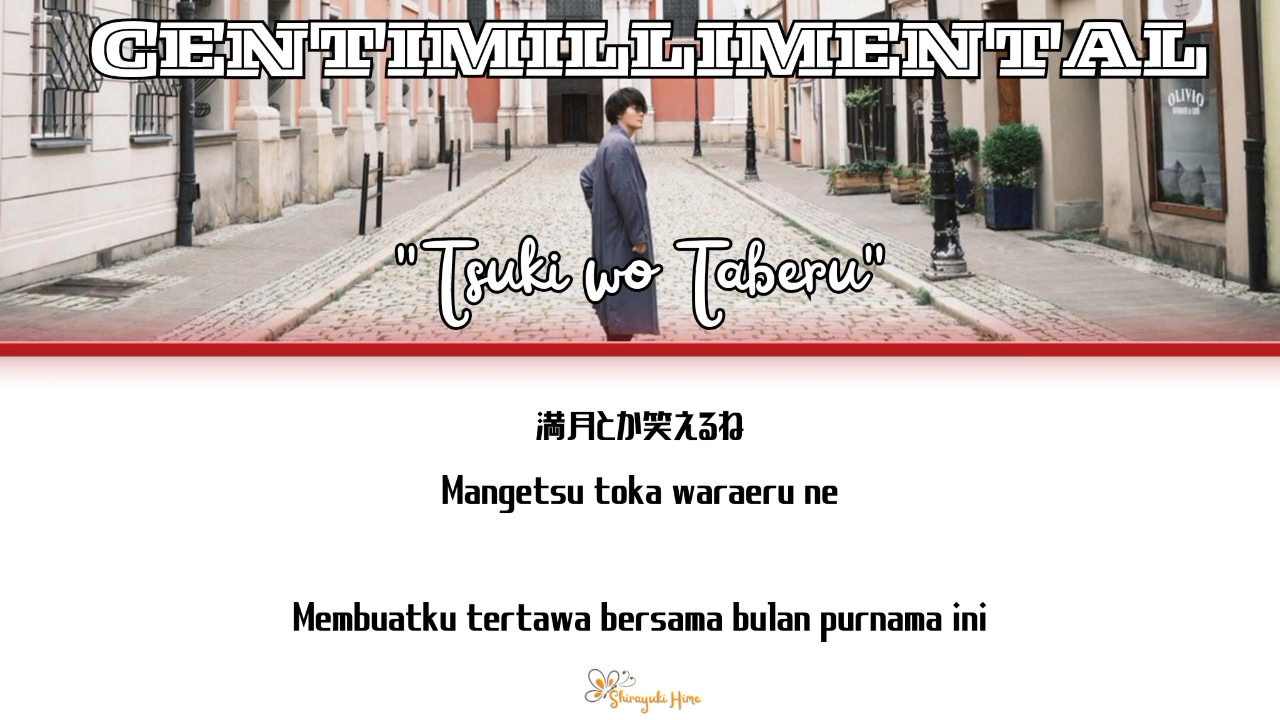 CENTIMILLIMENTAL
OLIVIO
"Tsuki wo Taberu"
満月とか笑えるね
Mangetsu toka waraeru ne
Membuatku tertawa bersama bulan purnama ini
Shirayuki Hime